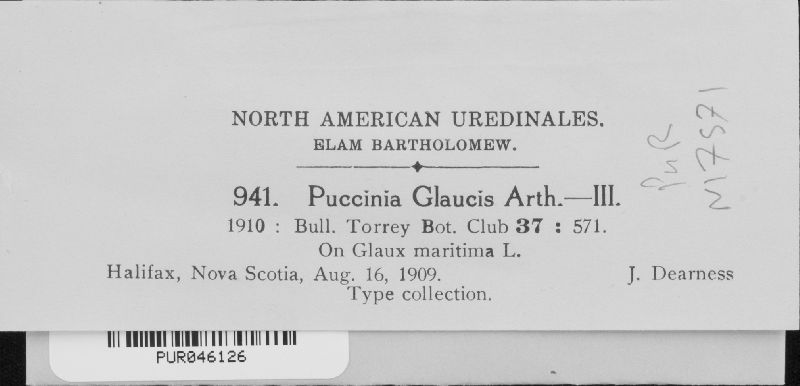 NORTH AMERICAN UREDINALES.
ELAM BARTHOLOMEW.
941. Puccinia Glaucis Arth.—III.
1910 : Bull. Torrey Bot. Club 37 : 571.
On Glaux maritima L.
Halifax, Nova Scotia, Aug. 16, 1909. J. Dearness
Type collection.
PUR
N17571
PUR046126